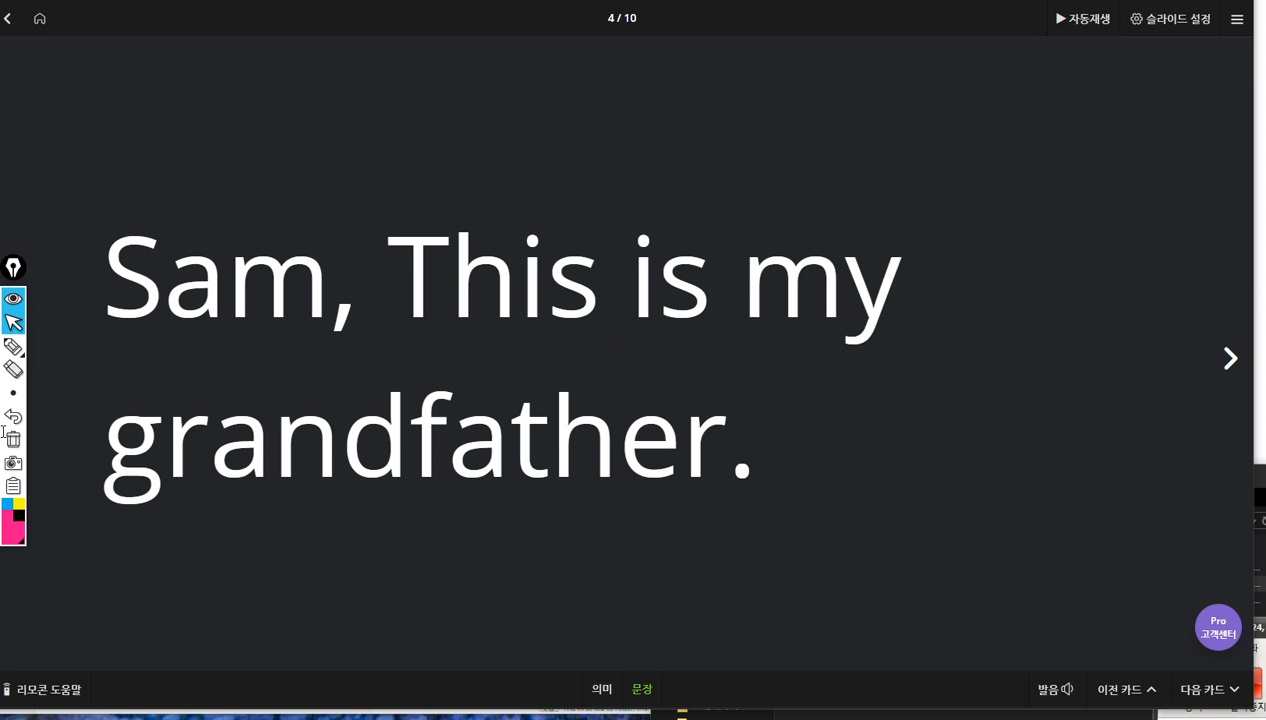 4 / 10
자동재생
슬라이드 설정
Sam, This is my
grandfather.
Pro
고객센터
24,
리모콘 도움말
의미
문장
발음
이전 카드
다음 카드